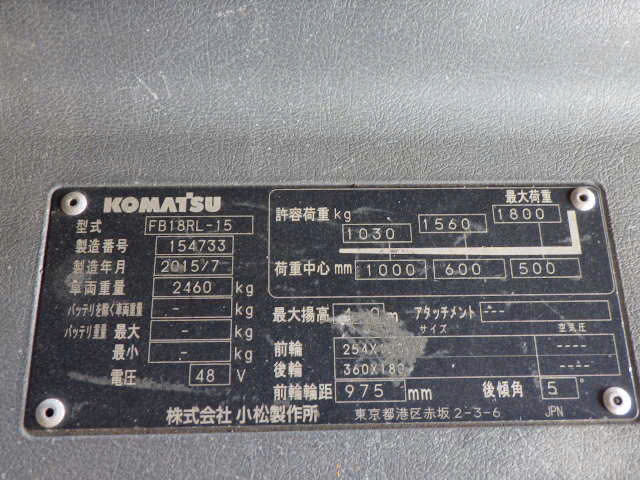 KOMATSU
型式 FB18RL-15
製造番号 154733
製造年月 2015/7
車両重量 2460 kg
バッテリを除く車両重量 - kg
バッテリ重量 最大 - kg
最小 - kg
電圧 48 V
最大荷重
許容荷重 kg 1030 1560 1800
荷重中心 mm 1000 600 500
最大揚高 m アタッチメント ---
サイズ 空気圧
前輪 254X ----
後輪 360X180 ----
前輪輪距 975 mm 後傾角 5 °
株式会社 小松製作所 東京都港区赤坂 2-3-6 JPN